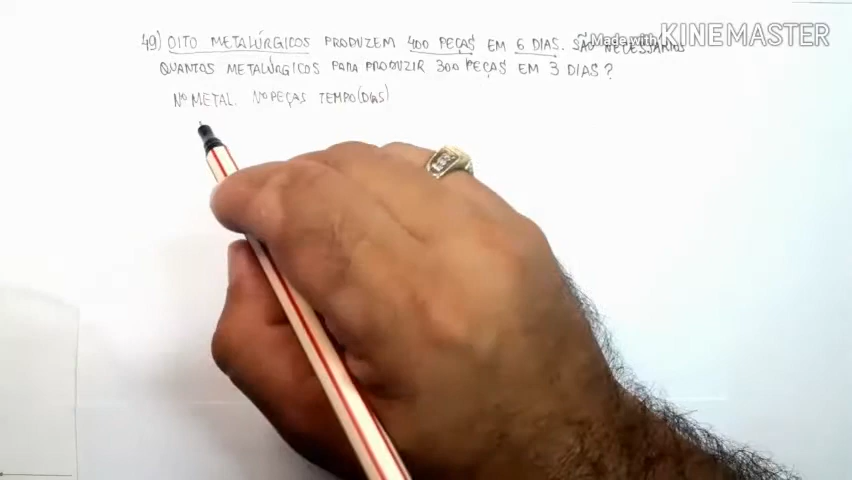 49) OITO METALÚRGICOS PRODUZEM 400 PEÇAS EM 6 DIAS. SÃO NECESSÁRIOS
Made with KINEMASTER
QUANTOS METALÚRGICOS PARA PRODUZIR 300 PEÇAS EM 3 DIAS?
Nº METAL. Nº PEÇAS TEMPO(DIAS)